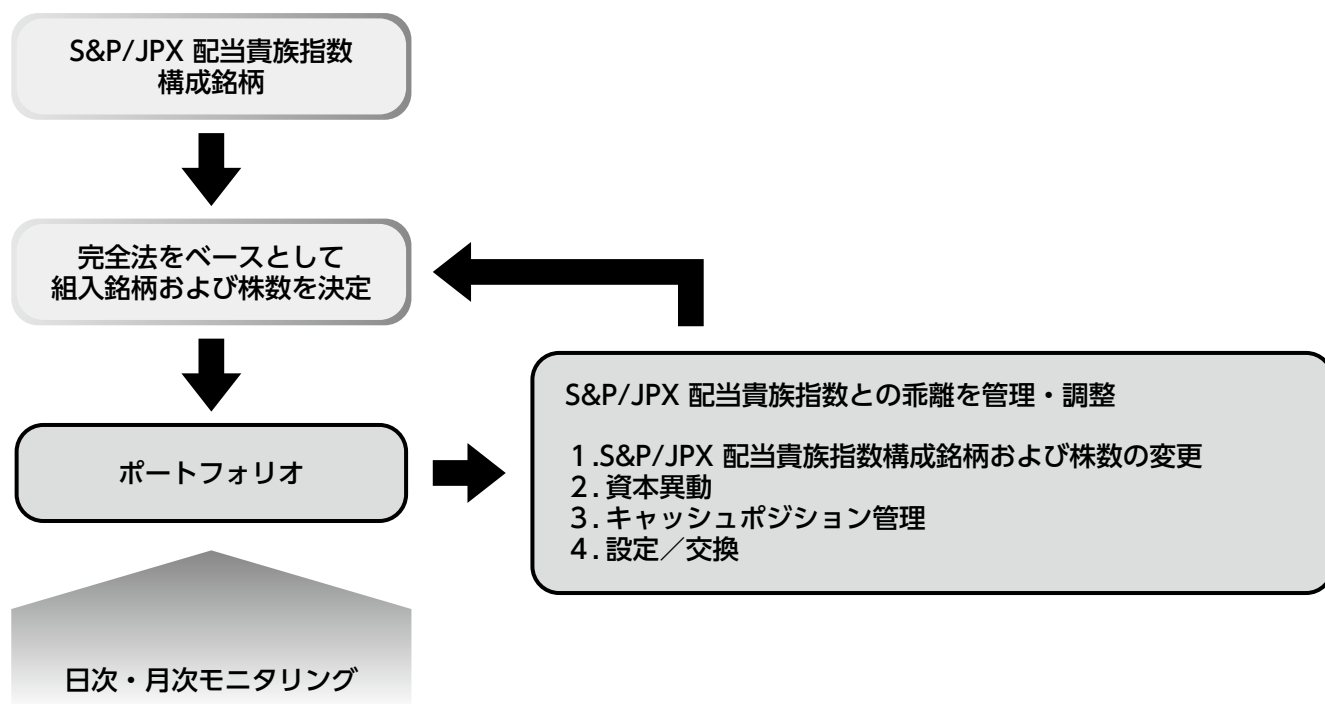 S&P/JPX 配当貴族指数
構成銘柄
完全法をベースとして
組入銘柄および株数を決定
ポートフォリオ
S&P/JPX 配当貴族指数との乖離を管理・調整
1.S&P/JPX 配当貴族指数構成銘柄および株数の変更
2.資本異動
3.キャッシュポジション管理
4.設定／交換
日次・月次モニタリング